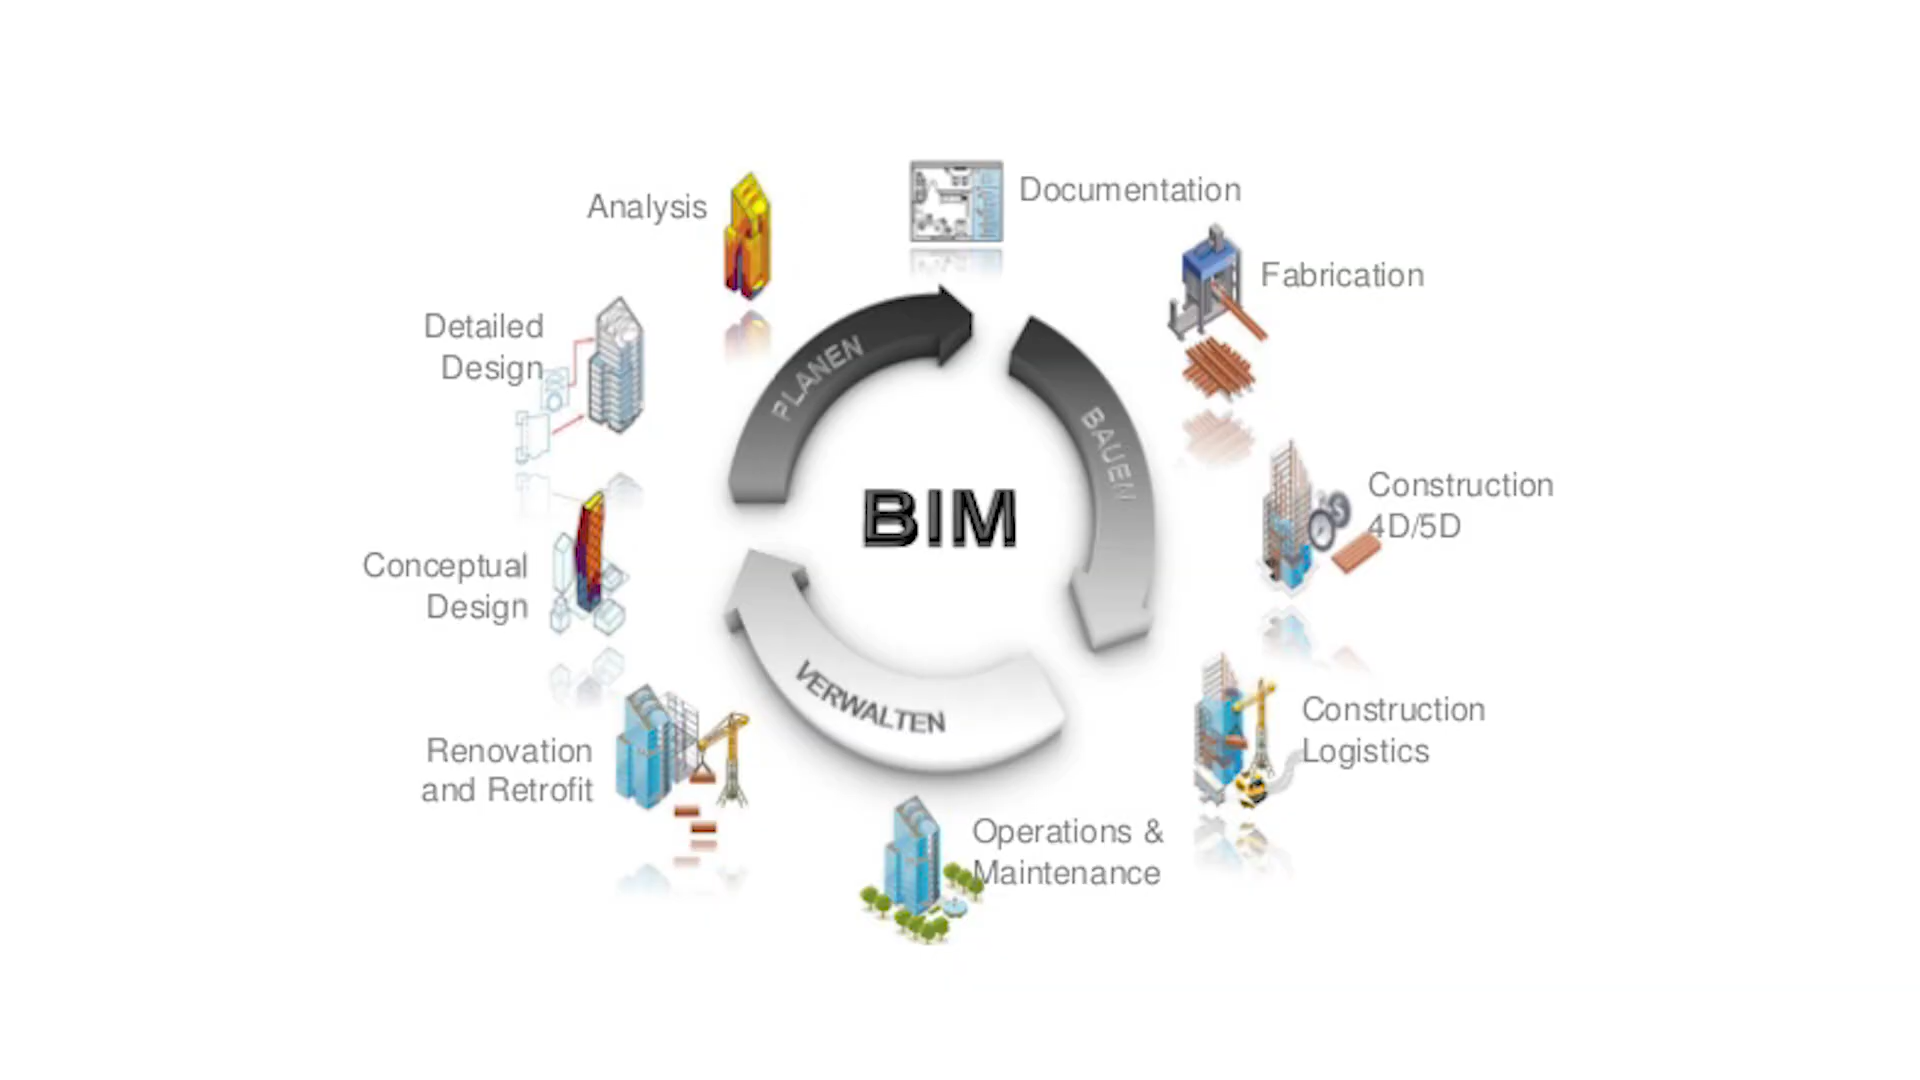 Documentation
Analysis
Fabrication
Detailed
Design
PLANEN
BAUEN
BIM
Construction
4D/5D
Conceptual
Design
VERWALTEN
Construction
Logistics
Renovation
and Retrofit
Operations &
Maintenance